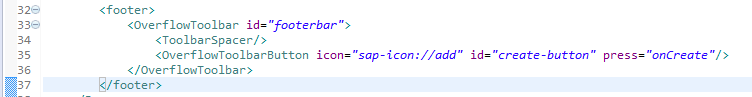 32 <footer>
33 <OverflowToolbar id="footerbar">
34 <ToolbarSpacer/>
35 <OverflowToolbarButton icon="sap-icon://add" id="create-button" press="onCreate"/>
36 </OverflowToolbar>
37 </footer>